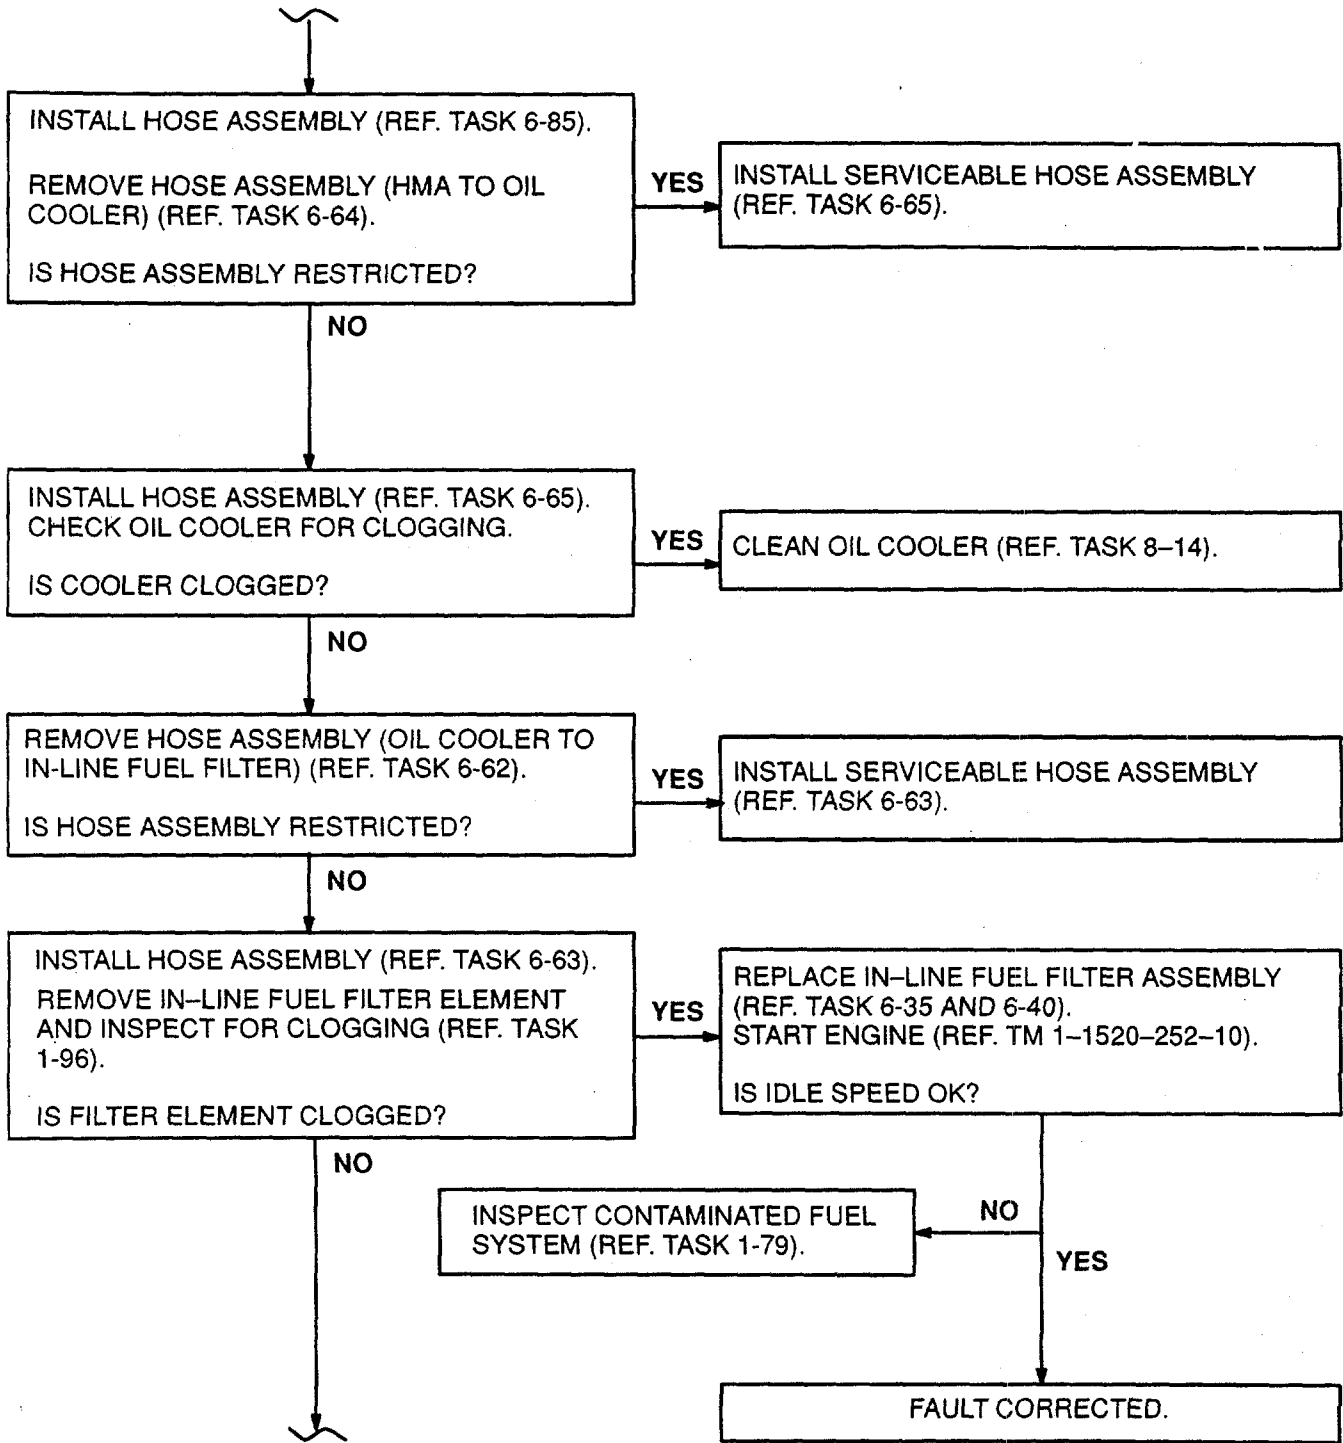 INSTALL HOSE ASSEMBLY (REF. TASK 6-85).
REMOVE HOSE ASSEMBLY (HMA TO OIL
COOLER) (REF. TASK 6-64).
IS HOSE ASSEMBLY RESTRICTED?
YES
INSTALL SERVICEABLE HOSE ASSEMBLY
(REF. TASK 6-65).
NO
INSTALL HOSE ASSEMBLY (REF. TASK 6-65).
CHECK OIL COOLER FOR CLOGGING.
IS COOLER CLOGGED?
YES
CLEAN OIL COOLER (REF. TASK 8–14).
NO
REMOVE HOSE ASSEMBLY (OIL COOLER TO
IN-LINE FUEL FILTER) (REF. TASK 6-62).
IS HOSE ASSEMBLY RESTRICTED?
YES
INSTALL SERVICEABLE HOSE ASSEMBLY
(REF. TASK 6-63).
NO
INSTALL HOSE ASSEMBLY (REF. TASK 6-63).
REMOVE IN–LINE FUEL FILTER ELEMENT
AND INSPECT FOR CLOGGING (REF. TASK
1-96).
IS FILTER ELEMENT CLOGGED?
YES
REPLACE IN–LINE FUEL FILTER ASSEMBLY
(REF. TASK 6-35 AND 6-40).
START ENGINE (REF. TM 1–1520–252–10).
IS IDLE SPEED OK?
NO
INSPECT CONTAMINATED FUEL
SYSTEM (REF. TASK 1-79).
NO
YES
FAULT CORRECTED.